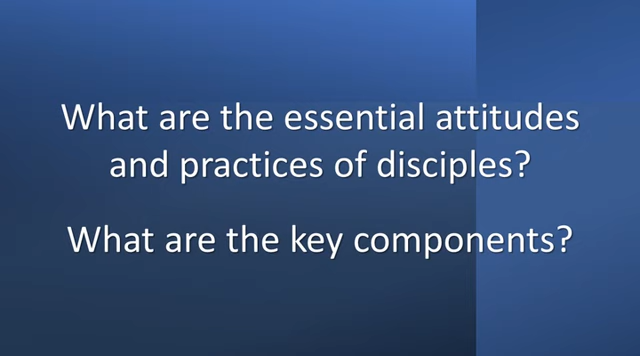 What are the essential attitudes
and practices of disciples?
What are the key components?